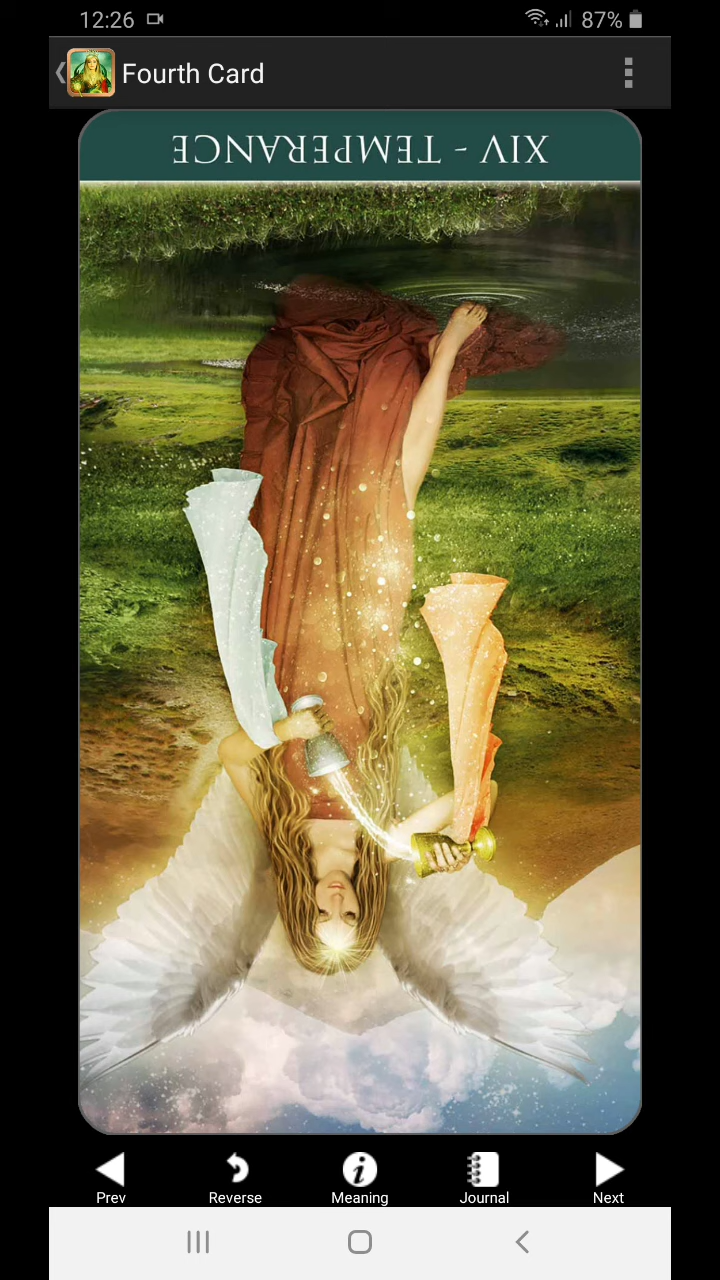 12:26
87%
Fourth Card
XIV - TEMPERANCE
Prev
Reverse
Meaning
Journal
Next